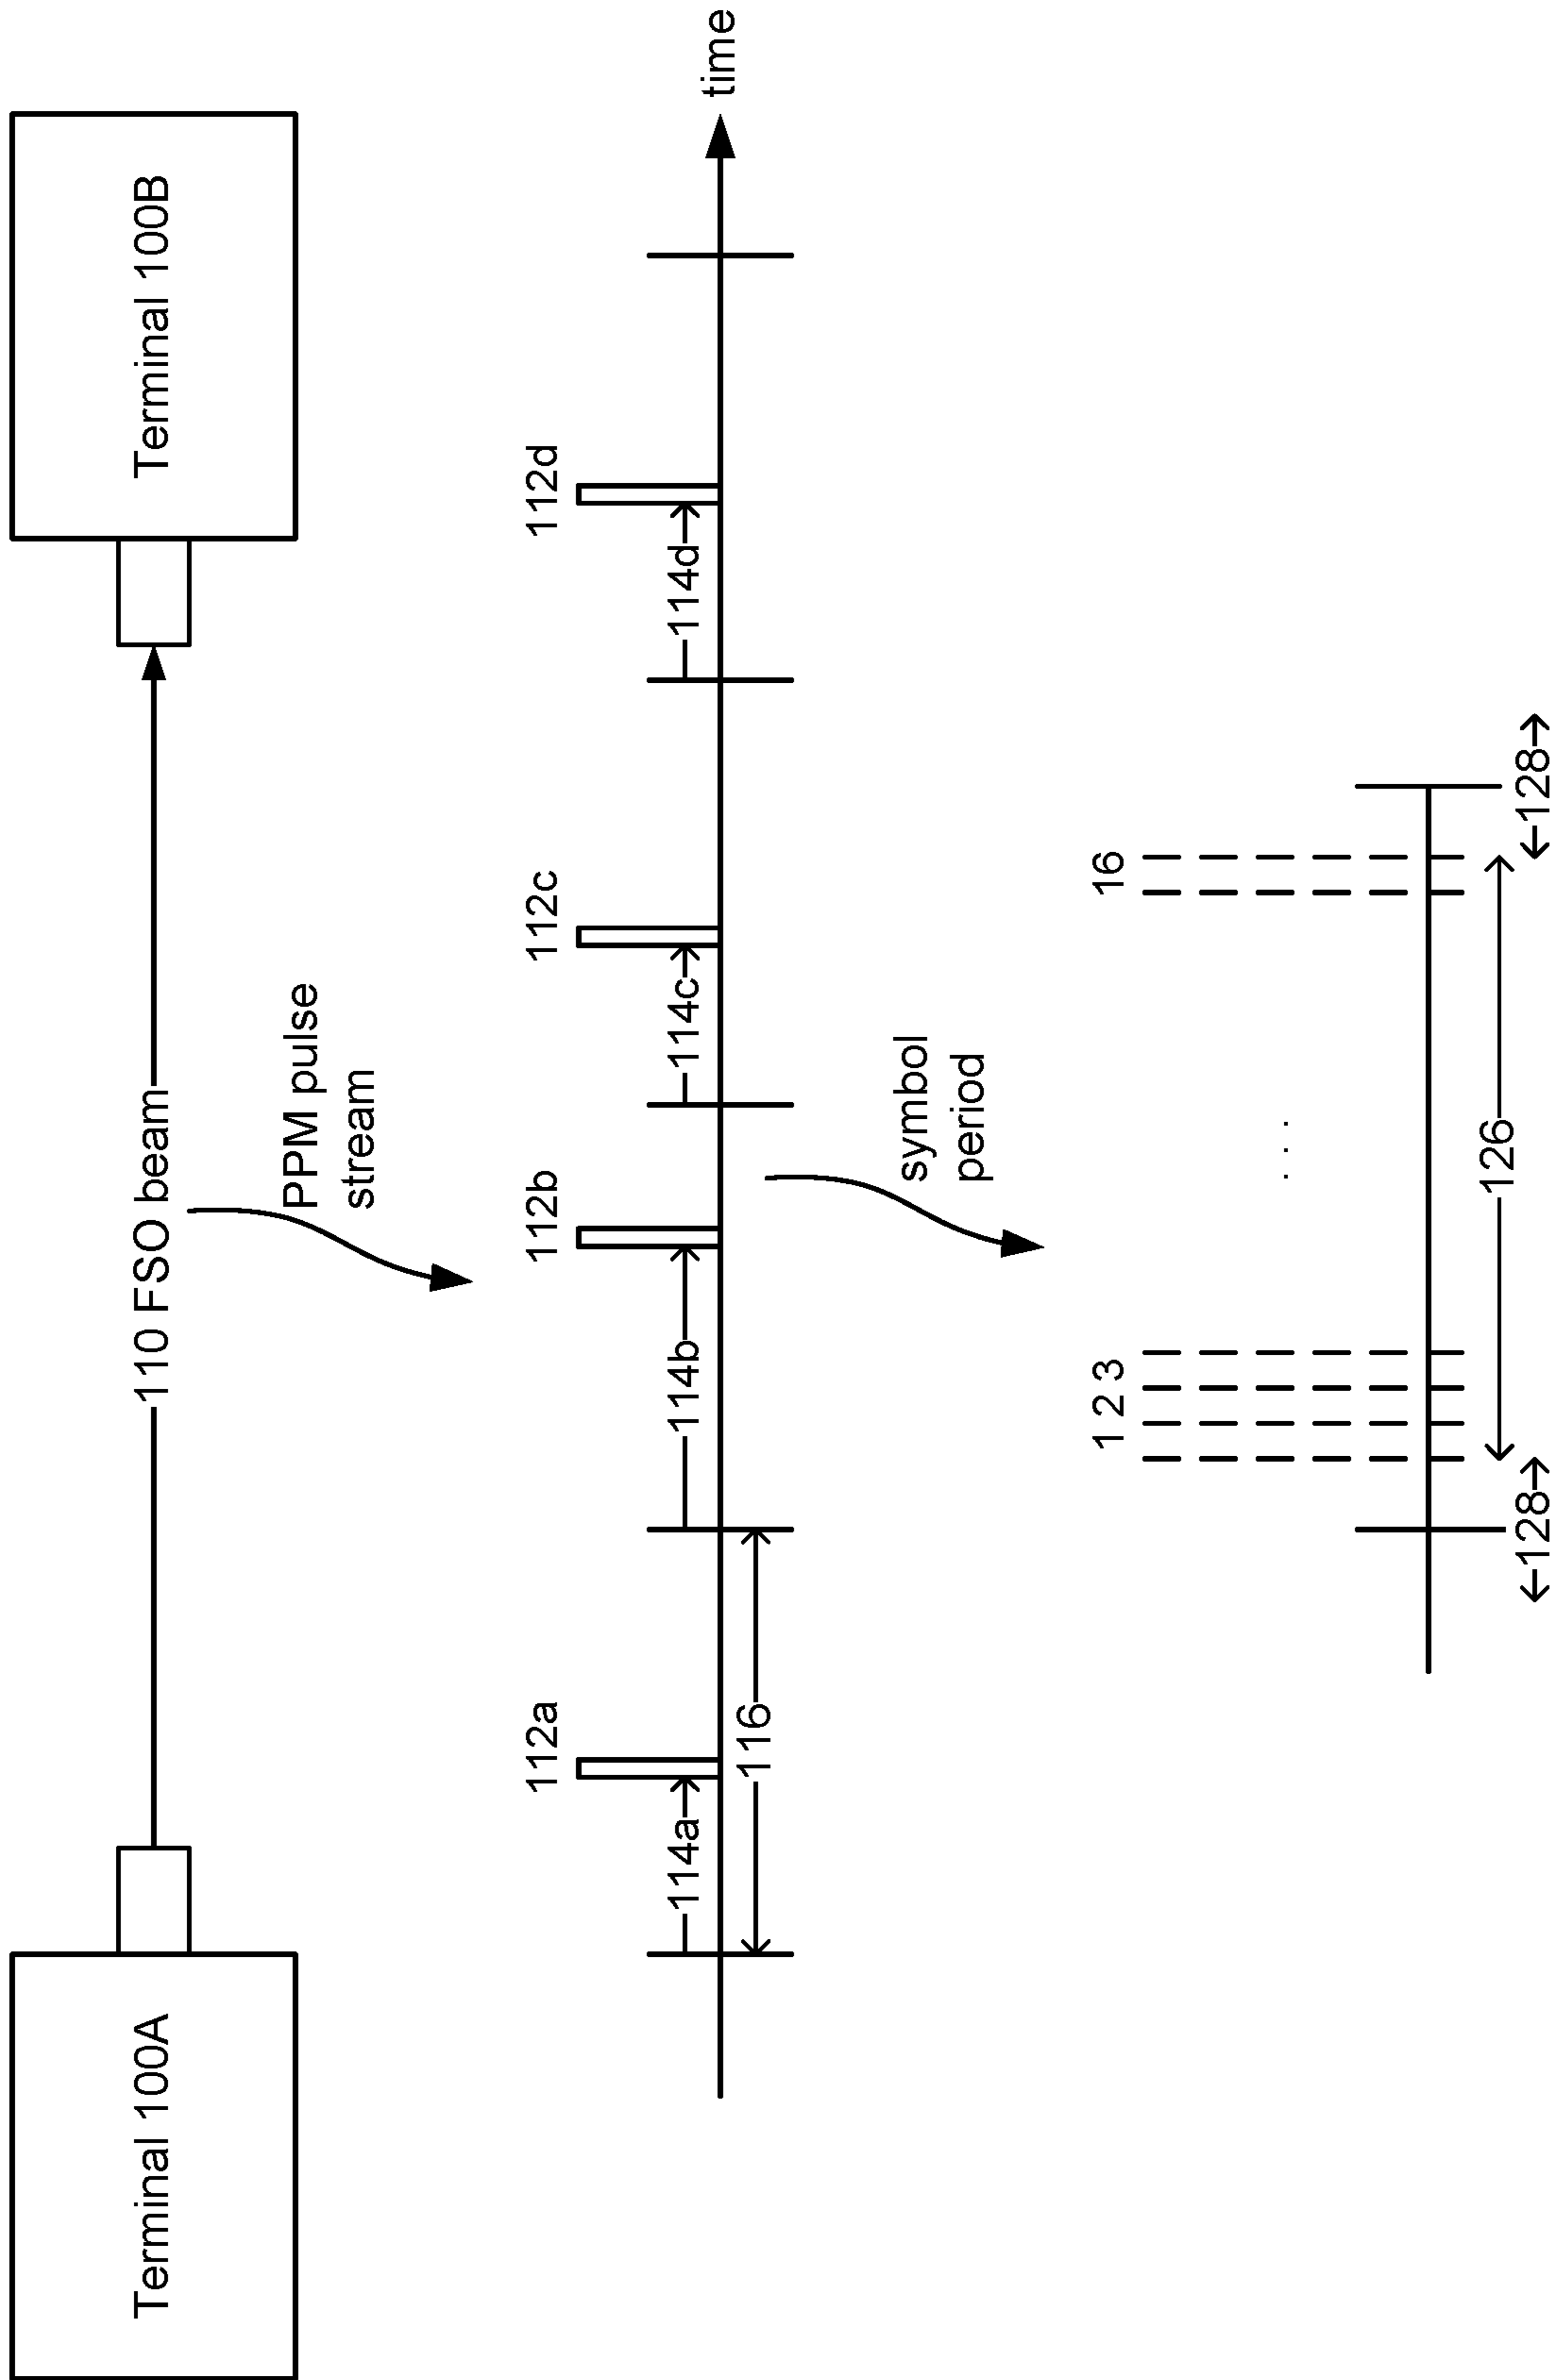 Terminal 100A
110 FSO beam
Terminal 100B
PPM pulse
stream
112a
112b
112c
112d
114a
114b
114c
114d
time
116
symbol
period
1 2 3
. . .
16
126
128
128